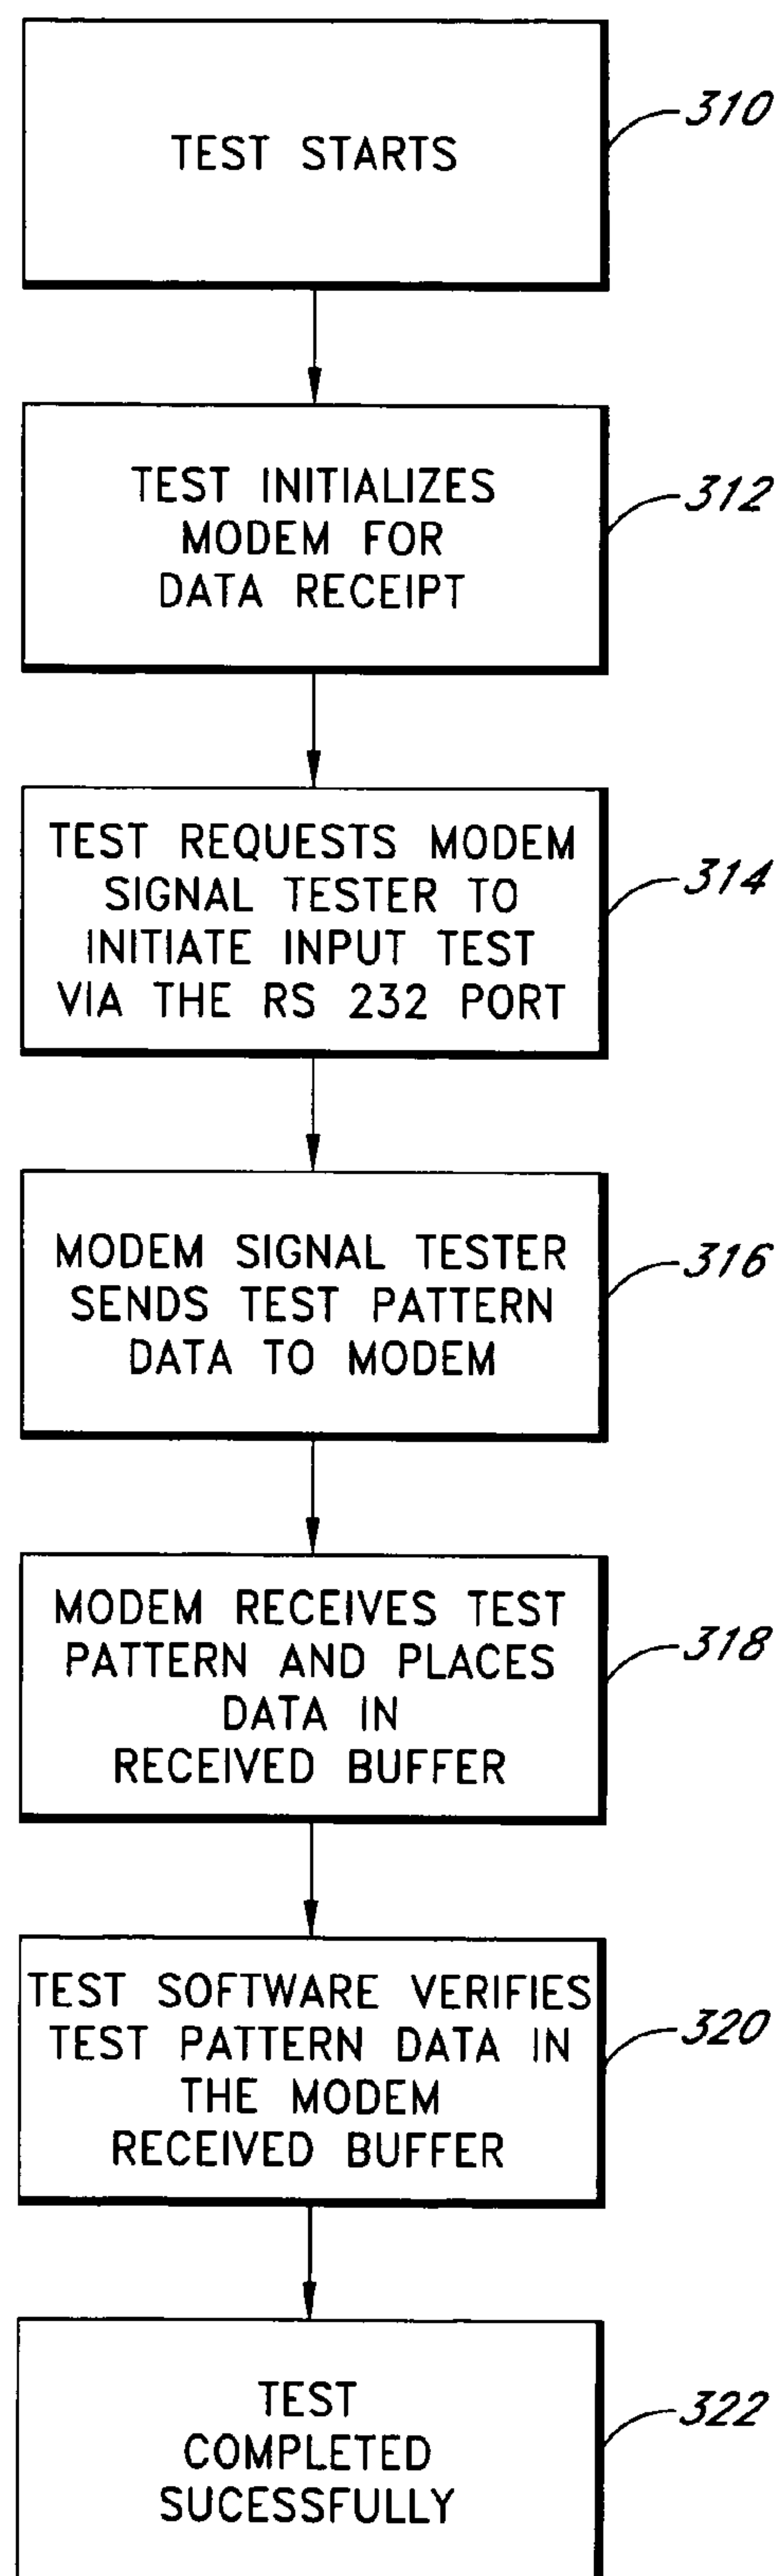 TEST STARTS
310
TEST INITIALIZES
MODEM FOR
DATA RECEIPT
312
TEST REQUESTS MODEM
SIGNAL TESTER TO
INITIATE INPUT TEST
VIA THE RS 232 PORT
314
MODEM SIGNAL TESTER
SENDS TEST PATTERN
DATA TO MODEM
316
MODEM RECEIVES TEST
PATTERN AND PLACES
DATA IN
RECEIVED BUFFER
318
TEST SOFTWARE VERIFIES
TEST PATTERN DATA IN
THE MODEM
RECEIVED BUFFER
320
TEST
COMPLETED
SUCESSFULLY
322